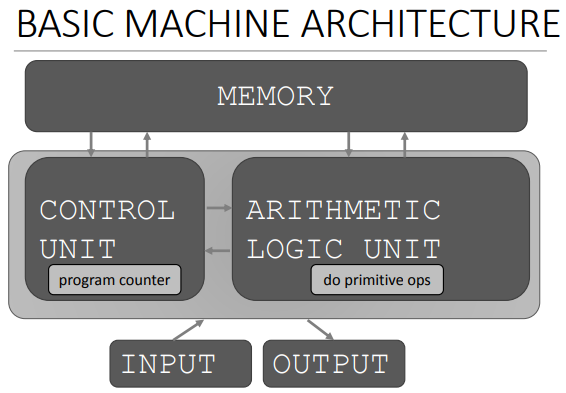 BASIC MACHINE ARCHITECTURE
MEMORY
CONTROL
UNIT
program counter
ARITHMETIC
LOGIC UNIT
do primitive ops
INPUT
OUTPUT